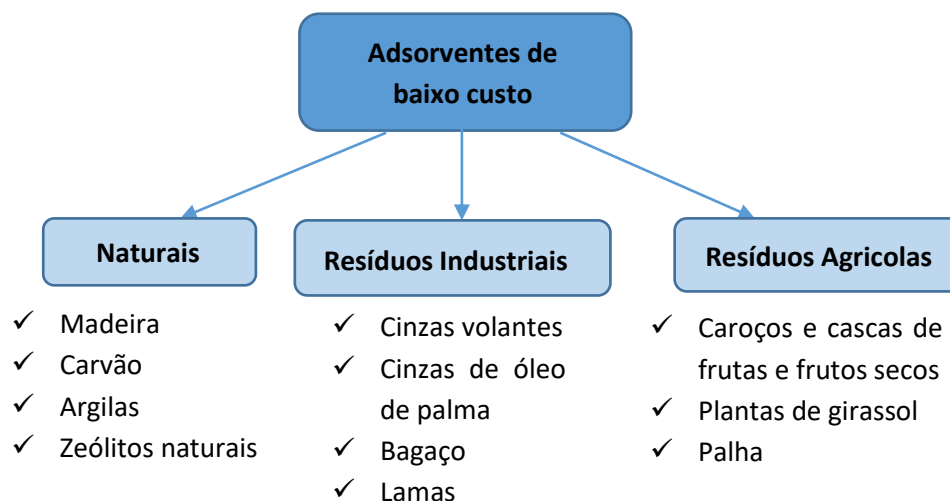 Adsorventes de
baixo custo
Naturais
✓ Madeira
✓ Carvão
✓ Argilas
✓ Zeólitos naturais
Resíduos Industriais
✓ Cinzas volantes
✓ Cinzas de óleo
de palma
✓ Bagaço
✓ Lamas
Resíduos Agricolas
✓ Caroços e cascas de
frutas e frutos secos
✓ Plantas de girassol
✓ Palha